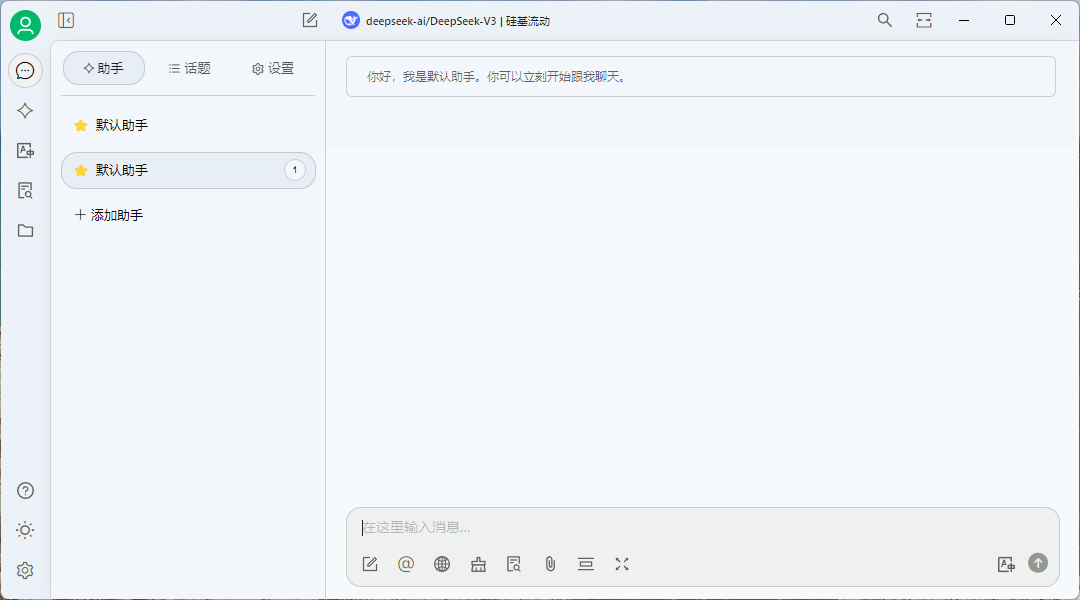 deepseek-ai/DeepSeek-V3 | 硅基流动
助手
话题
设置
默认助手
默认助手
1
添加助手
你好，我是默认助手。你可以立刻开始跟我聊天。
在这里输入消息...